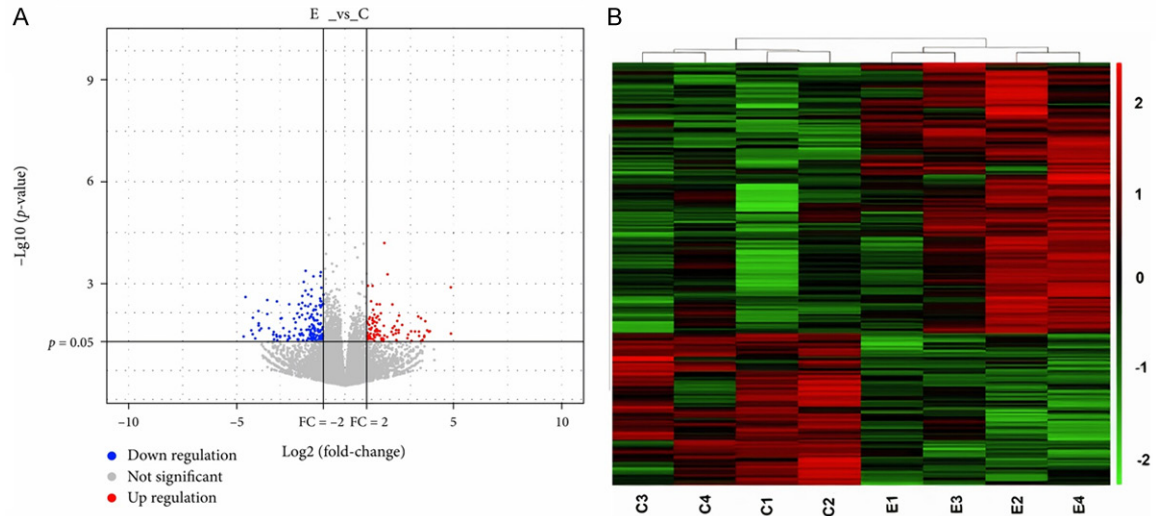 A
E _vs_C
9
6
3
p = 0.05
−Lg10 (p-value)
−10
−5
FC = −2
FC = 2
5
10
Log2 (fold-change)
Down regulation
Not significant
Up regulation
B
2
1
0
-1
-2
C3
C4
C1
C2
E1
E3
E2
E4